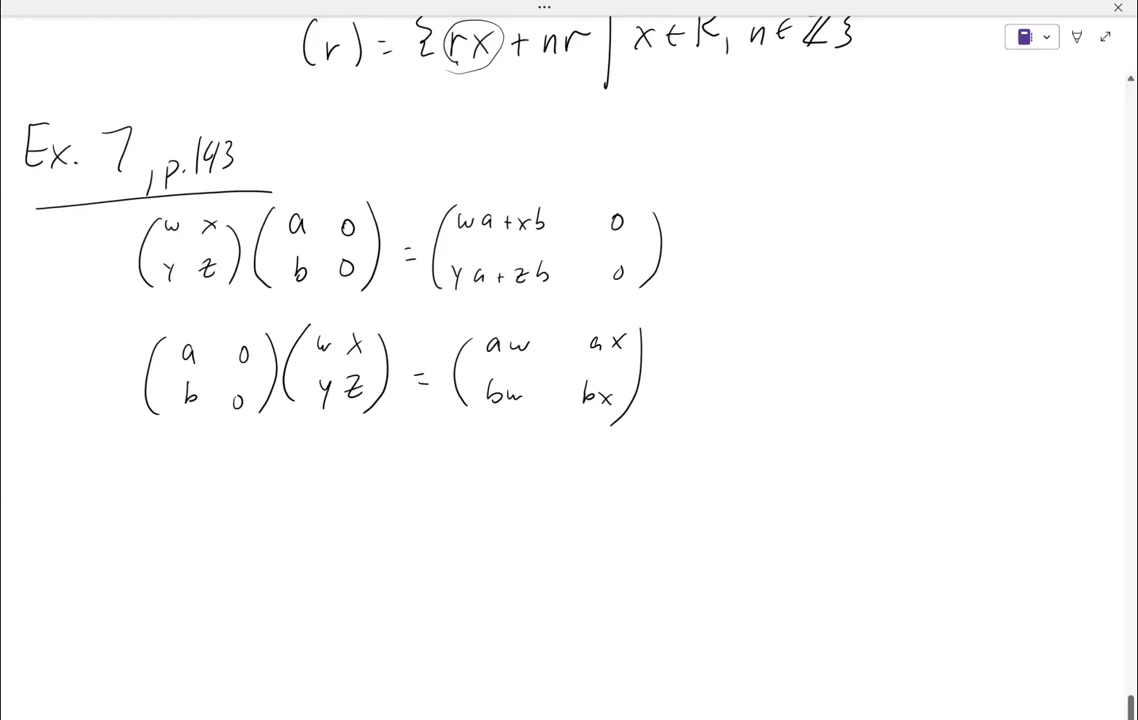 (r) = { rx + nr | x ∈ R, n ∈ ℤ }
Ex. 7, p. 143
( w x ) ( a 0 ) = ( wa + xb 0 )
( y z ) ( b 0 ) ( ya + zb 0 )
( a 0 ) ( w x ) = ( aw ax )
( b 0 ) ( y z ) ( bw bx )